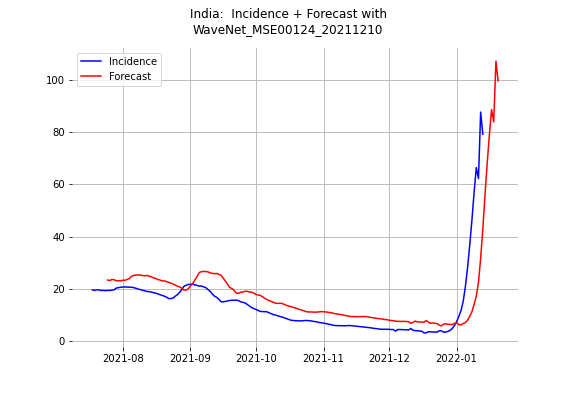 India:  Incidence + Forecast with
WaveNet_MSE00124_20211210
Incidence
Forecast
100
80
60
40
20
0
2021-08 2021-09 2021-10 2021-11 2021-12 2022-01